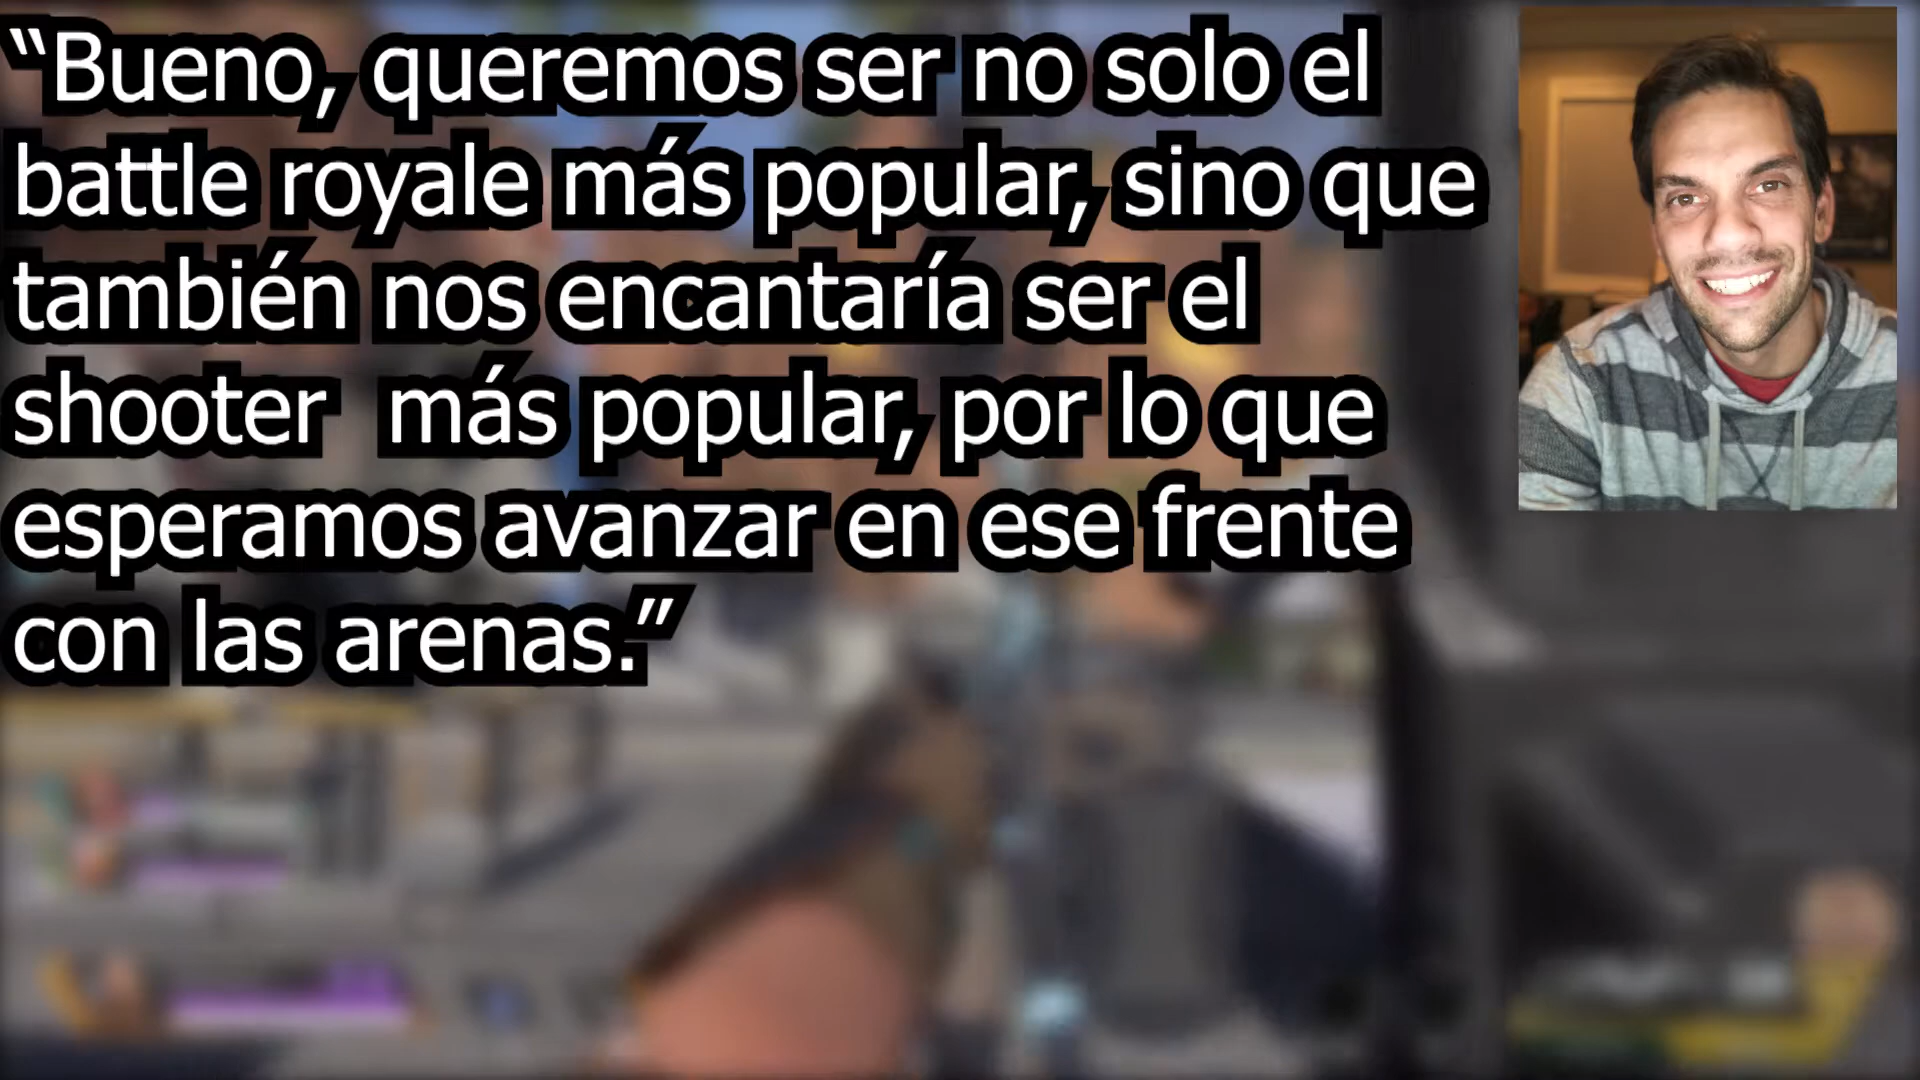 “Bueno, queremos ser no solo el
battle royale más popular, sino que
también nos encantaría ser el
shooter  más popular, por lo que
esperamos avanzar en ese frente
con las arenas.”